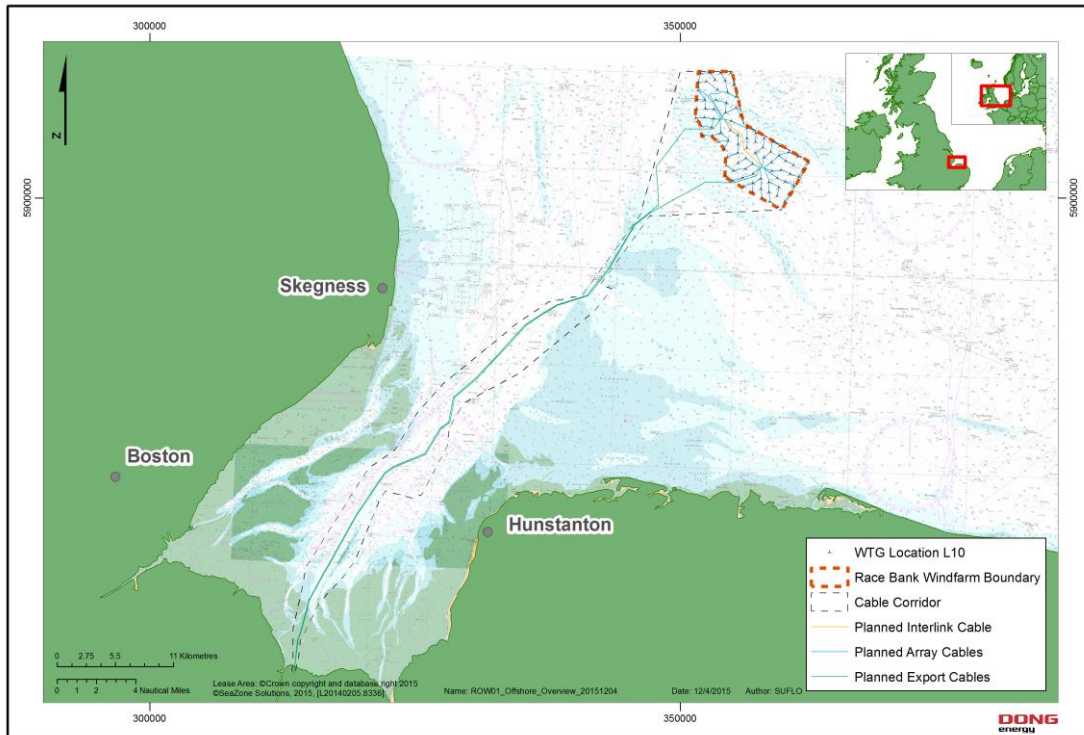 300000
350000
5900000
5900000
N
Skegness
Boston
Hunstanton
WTG Location L10
Race Bank Windfarm Boundary
Cable Corridor
Planned Interlink Cable
Planned Array Cables
Planned Export Cables
0 2.75 5.5 11 Kilometres
0 1 2 4 Nautical Miles
Lease Area: ©Crown copyright and database right 2015
©SeaZone Solutions, 2015, [L20140205.8336]
Name: ROW01_Offshore_Overview_20151204
Date: 12/4/2015
Author: SUFLO
300000
350000
DONG
energy